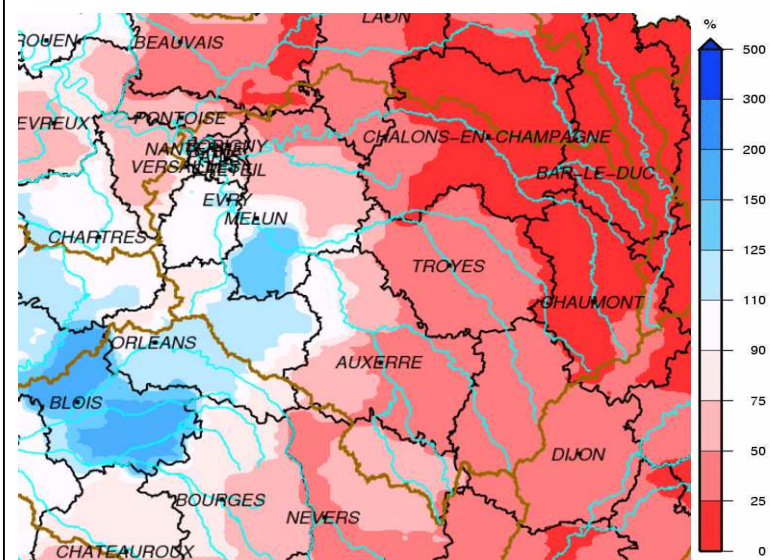 LAON
ROUEN
BEAUVAIS
%
500
300
200
150
125
110
90
75
50
25
0
PONTOISE
EVREUX
CHALONS-EN-CHAMPAGNE
BAR-LE-DUC
EVRY
MELUN
CHARTRES
TROYES
CHAUMONT
ORLEANS
AUXERRE
BLOIS
DIJON
BOURGES
NEVERS
CHATEAUROUX